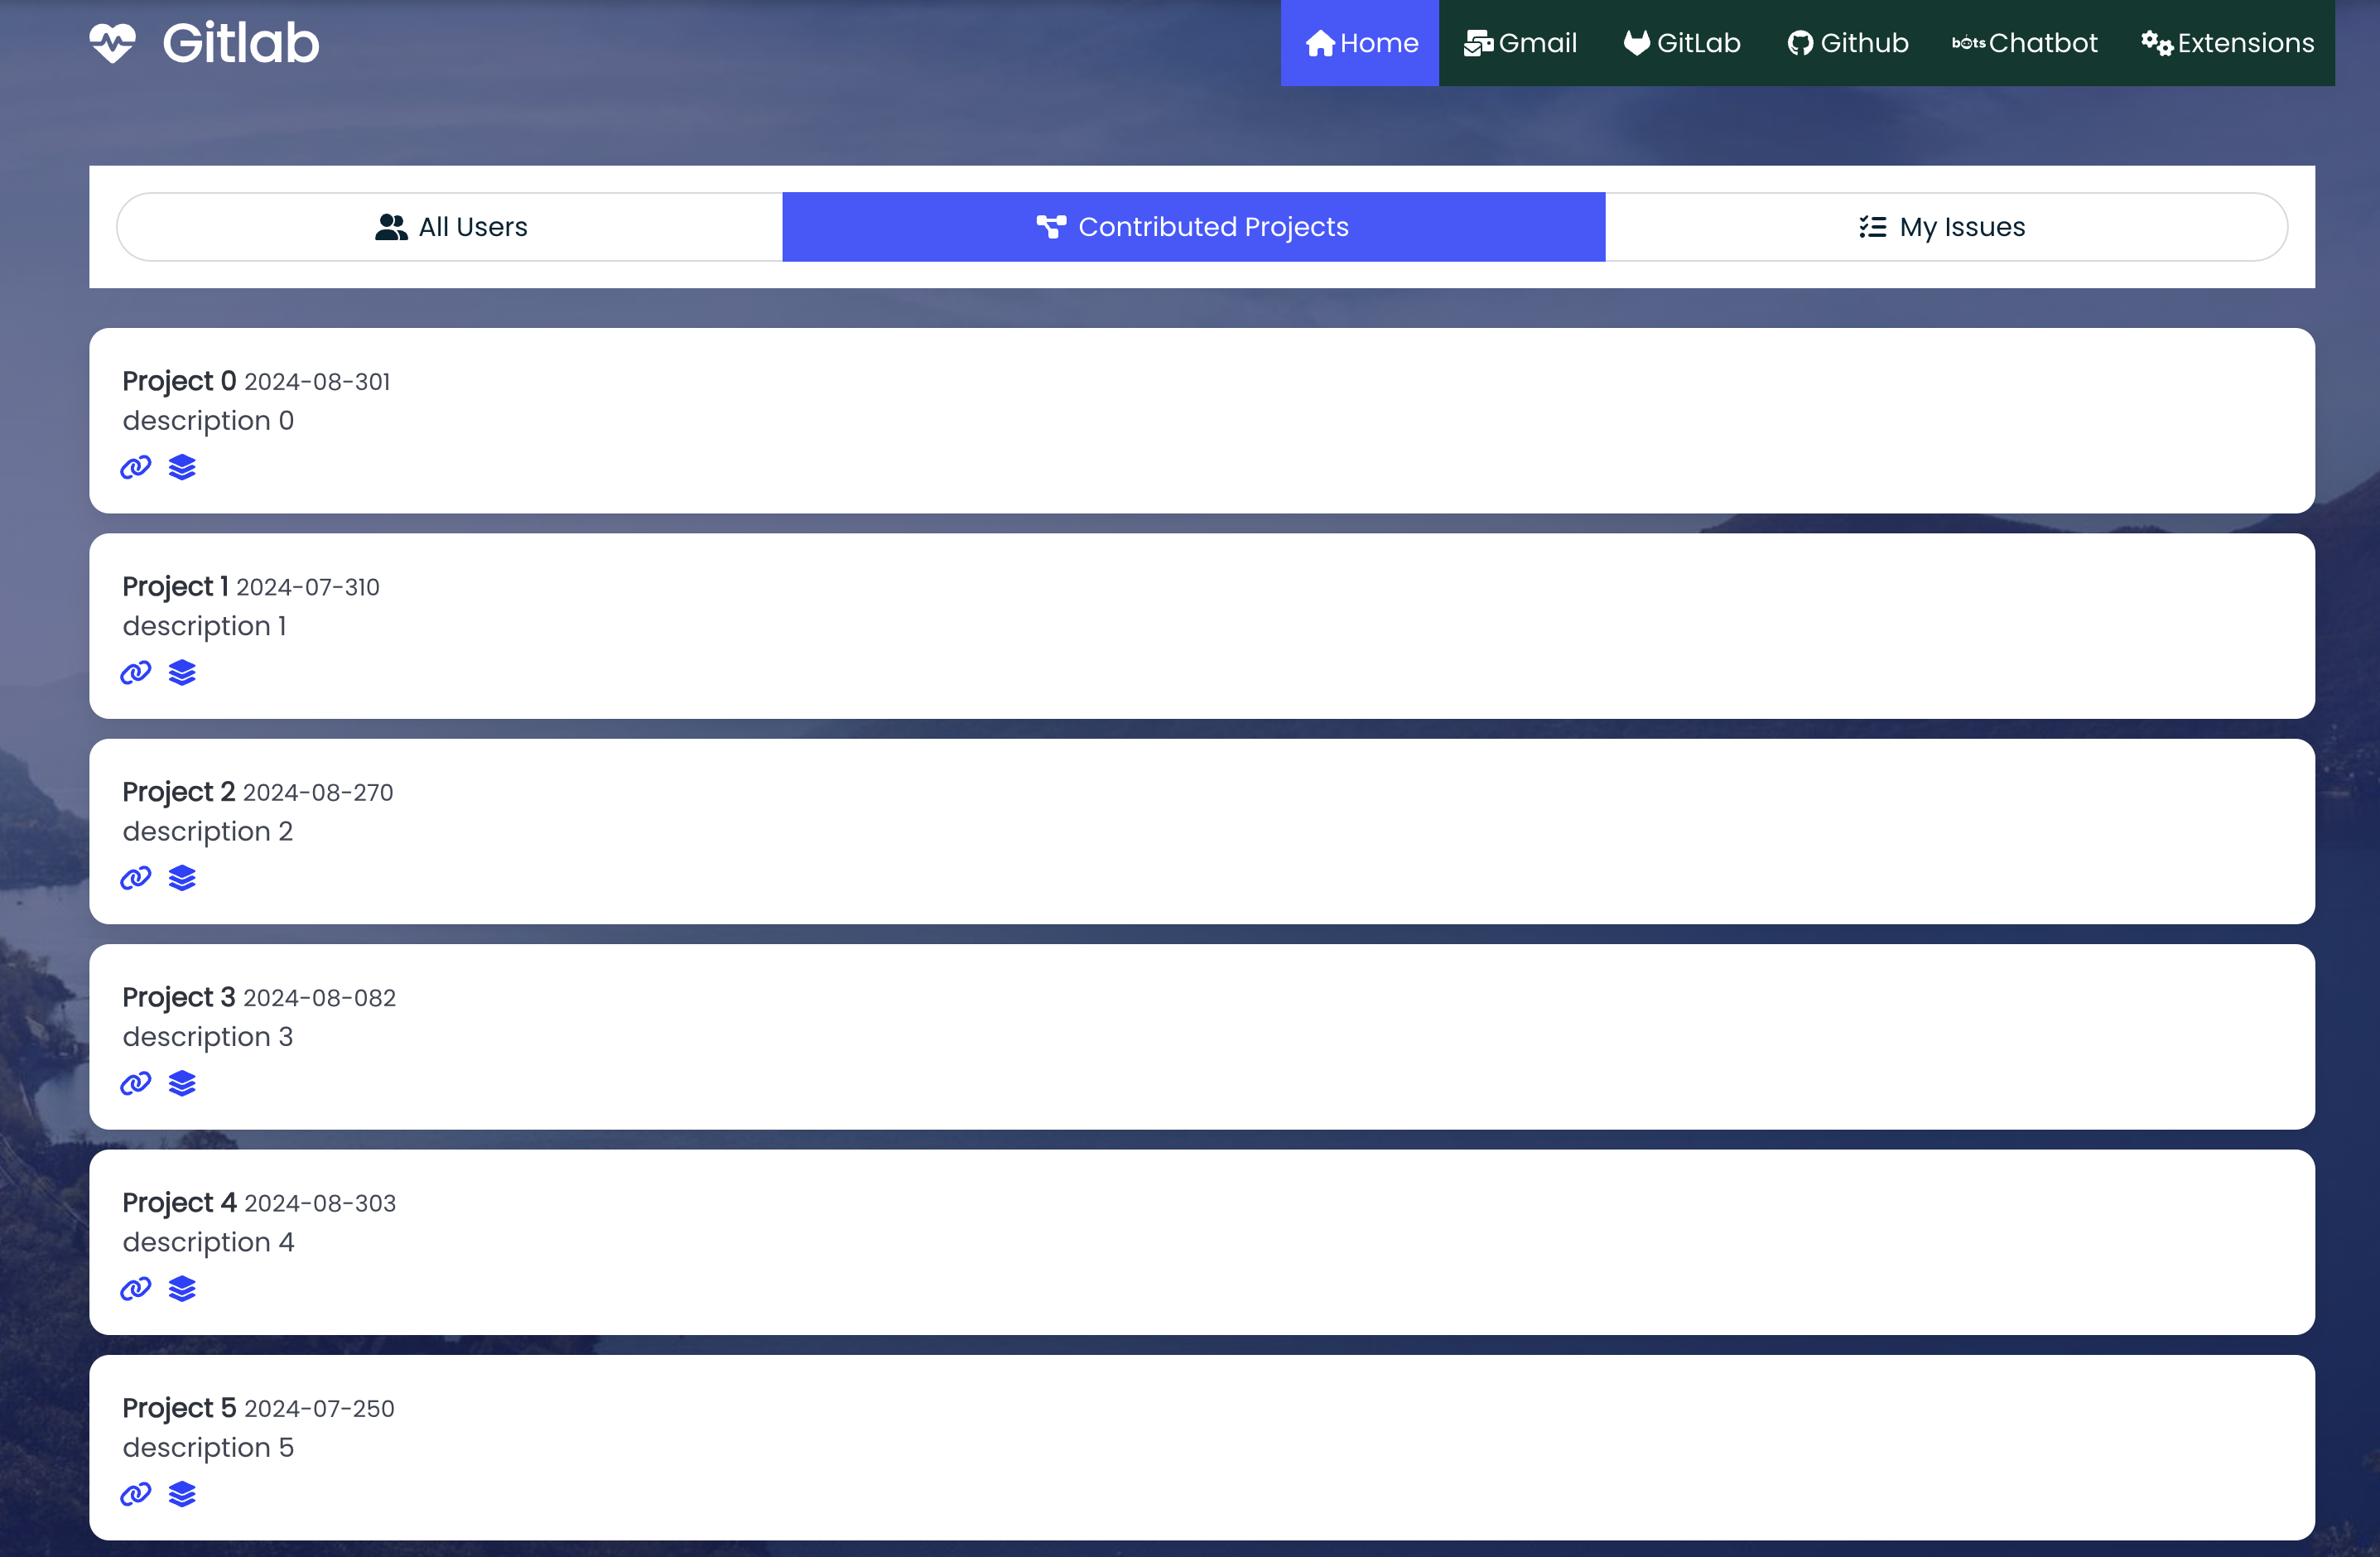 Gitlab
Home Gmail GitLab Github bots Chatbot Extensions
All Users Contributed Projects My Issues
Project 0 2024-08-301
description 0
Project 1 2024-07-310
description 1
Project 2 2024-08-270
description 2
Project 3 2024-08-082
description 3
Project 4 2024-08-303
description 4
Project 5 2024-07-250
description 5